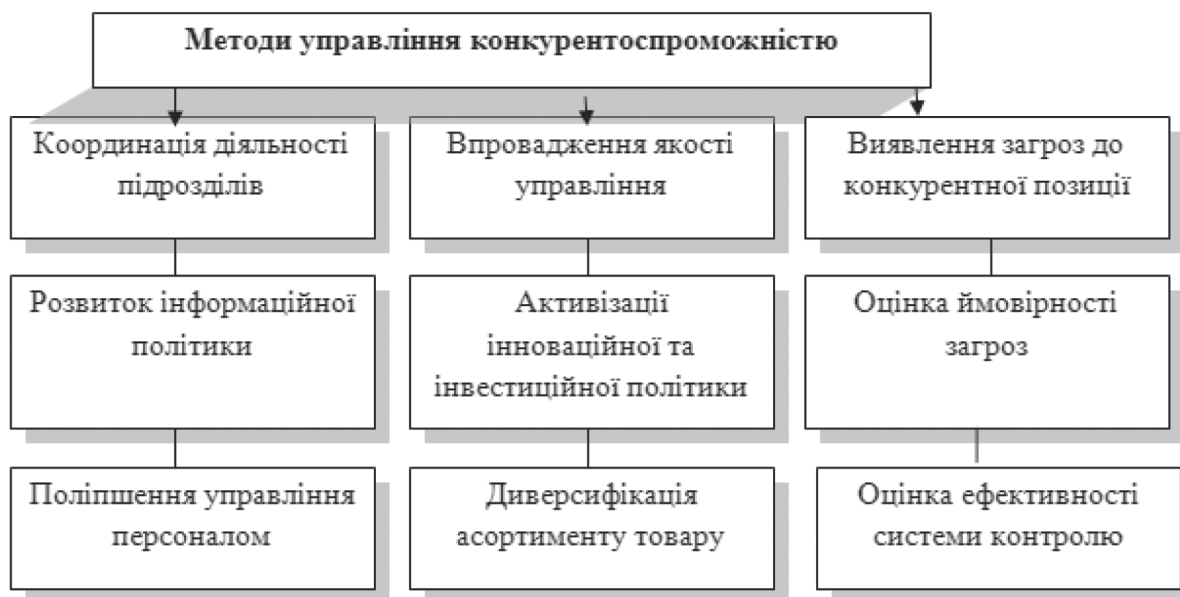 Методи управління конкурентоспроможністю
Координація діяльності
підрозділів
Впровадження якості
управління
Виявлення загроз до
конкурентної позиції
Розвиток інформаційної
політики
Активізації
інноваційної та
інвестиційної політики
Оцінка ймовірності
загроз
Поліпшення управління
персоналом
Диверсифікація
асортименту товару
Оцінка ефективності
системи контролю